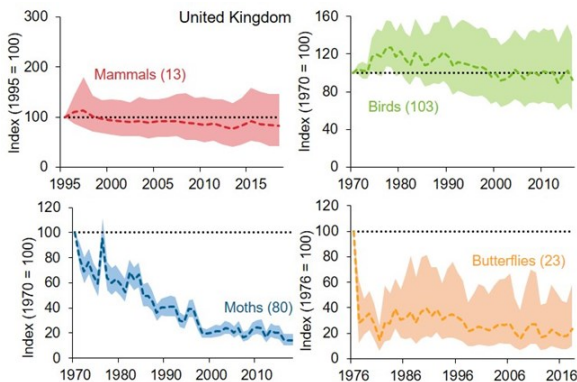 United Kingdom
Index (1995 = 100)
300
200
100
0
Mammals (13)
1995 2000 2005 2010 2015
Index (1970 = 100)
160
120
80
40
0
Birds (103)
1970 1980 1990 2000 2010
Index (1970 = 100)
120
100
80
60
40
20
0
Moths (80)
1970 1980 1990 2000 2010
Index (1976 = 100)
120
100
80
60
40
20
0
Butterflies (23)
1976 1986 1996 2006 2016